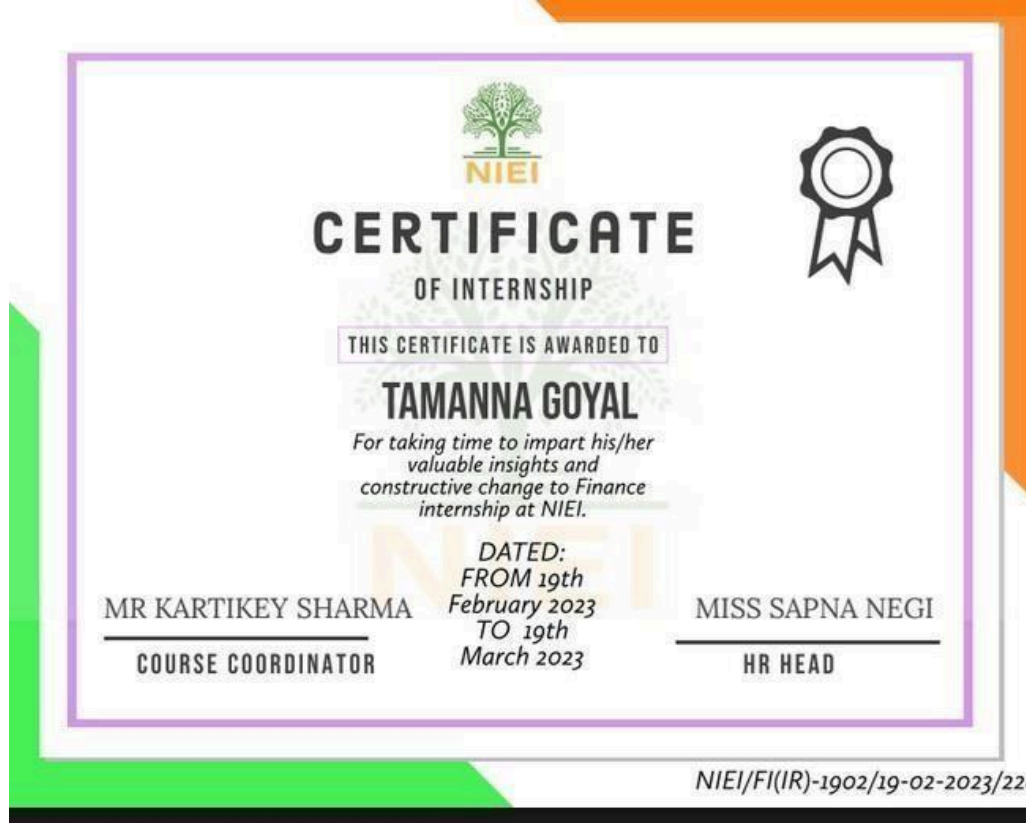 NIEI
CERTIFICATE
OF INTERNSHIP
THIS CERTIFICATE IS AWARDED TO
TAMANNA GOYAL
For taking time to impart his/her
valuable insights and
constructive change to Finance
internship at NIEI.
NIEI
DATED:
FROM 19th
February 2023
TO 19th
March 2023
MR KARTIKEY SHARMA
COURSE COORDINATOR
MISS SAPNA NEGI
HR HEAD
NIEI/FI(IR)-1902/19-02-2023/22